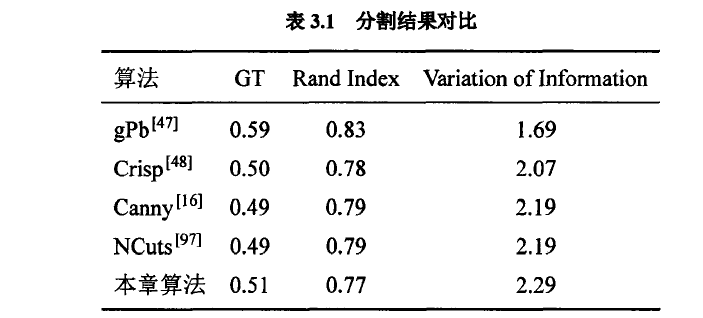 表 3.1 分割结果对比
算法 GT Rand Index Variation of Information
gPb[47] 0.59 0.83 1.69
Crisp[48] 0.50 0.78 2.07
Canny[16] 0.49 0.79 2.19
NCuts[97] 0.49 0.79 2.19
本章算法 0.51 0.77 2.29